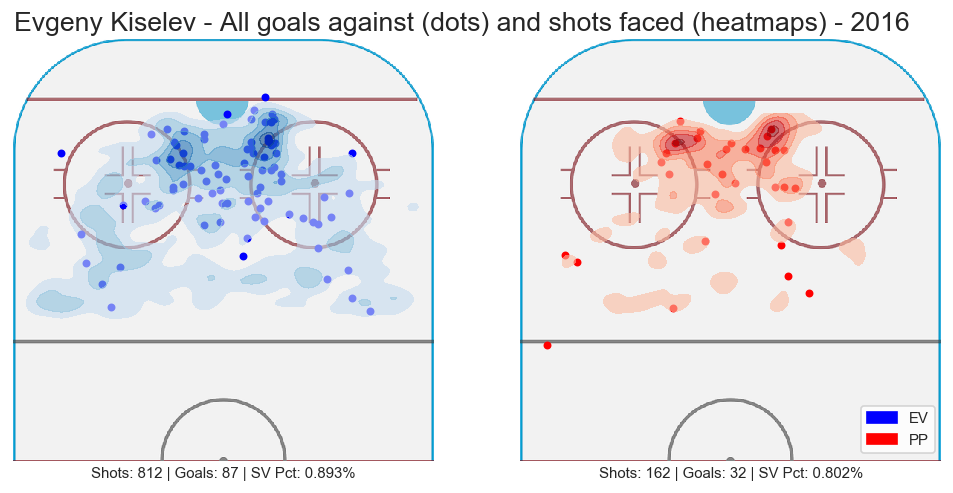 Evgeny Kiselev - All goals against (dots) and shots faced (heatmaps) - 2016
EV
PP
Shots: 812 | Goals: 87 | SV Pct: 0.893%
Shots: 162 | Goals: 32 | SV Pct: 0.802%